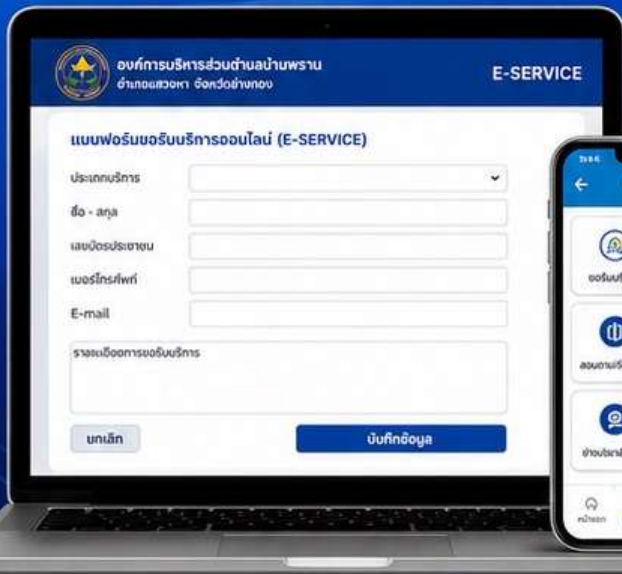 องค์การบริหารส่วนตำบลบ้านพราน
อำเภอแสวงหา จังหวัดอ่างทอง
E-SERVICE
แบบฟอร์มขอรับบริการออนไลน์ (E-SERVICE)
ประเภทบริการ
ชื่อ - สกุล
เลขบัตรประชาชน
เบอร์โทรศัพท์
E-mail
รายละเอียดการขอรับบริการ
ยกเลิก
บันทึกข้อมูล
หน้าแรก